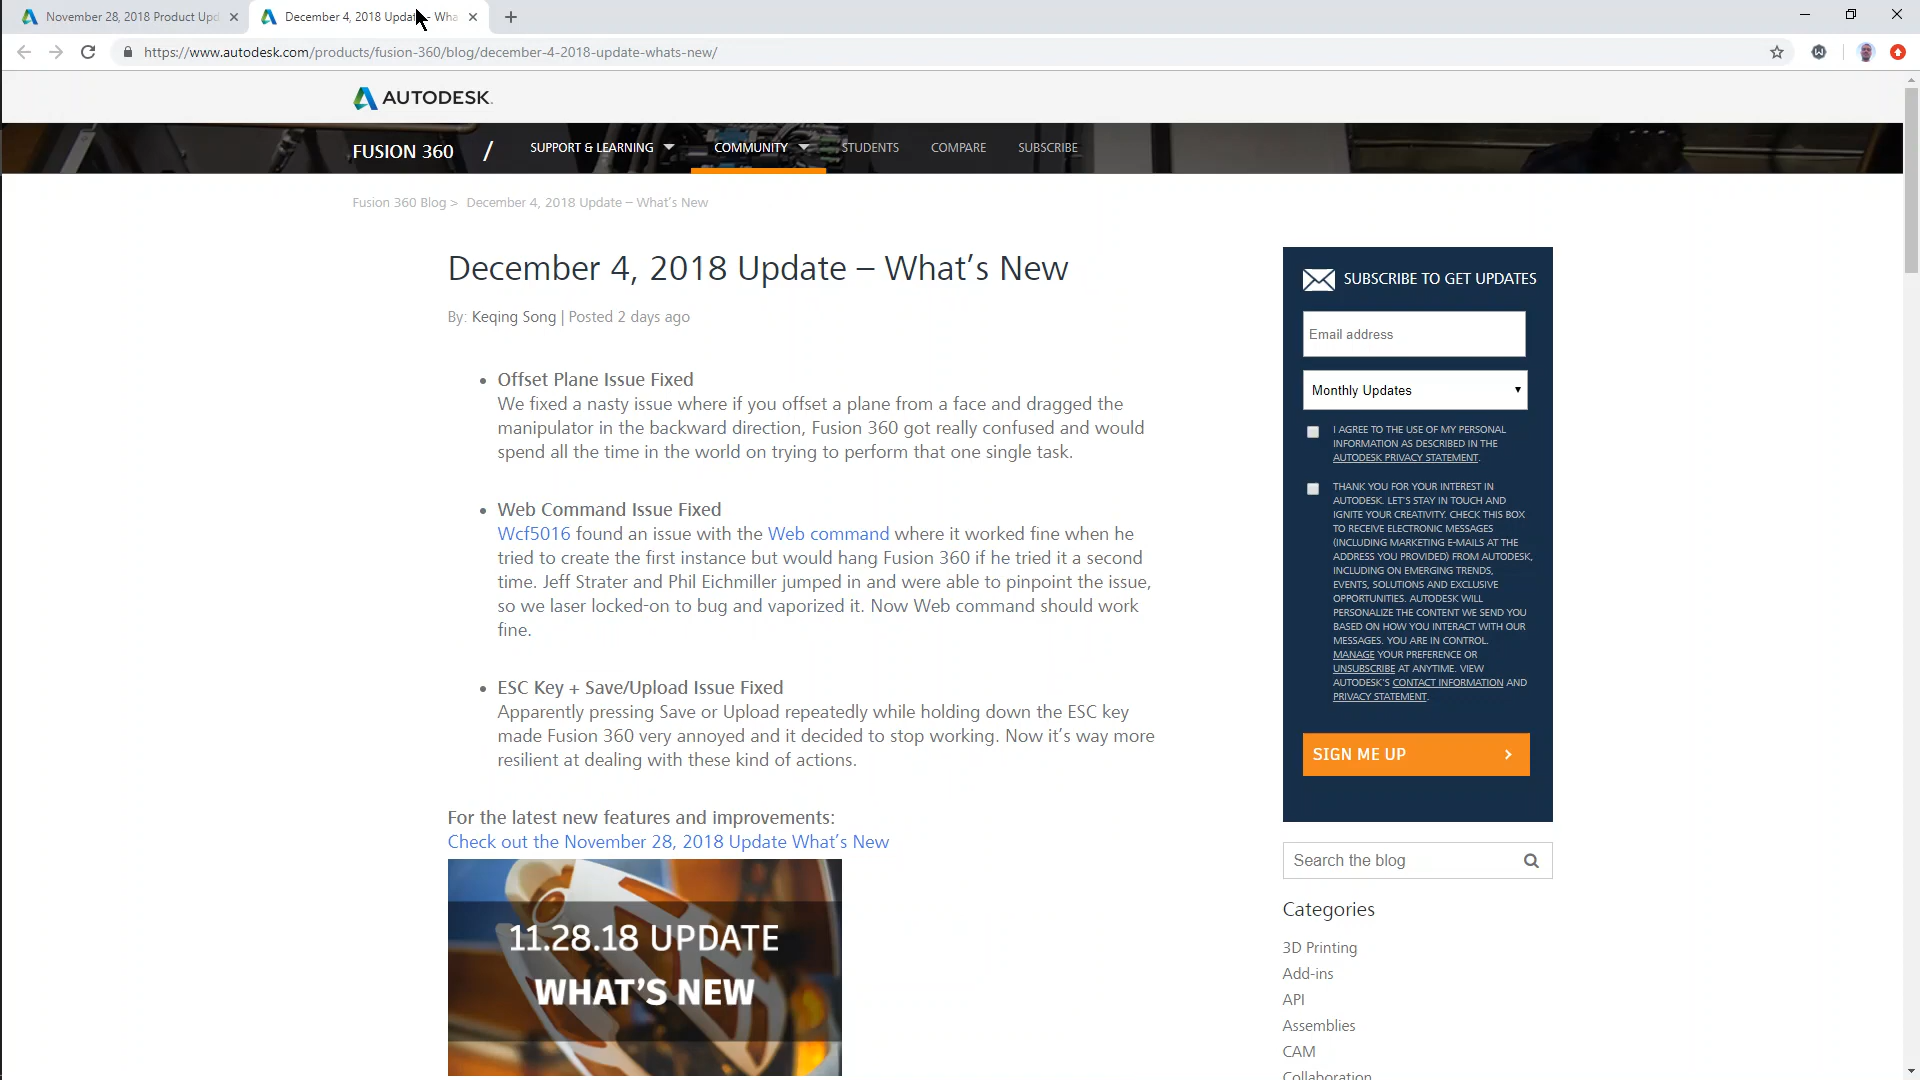 November 28, 2018 Product Upd
December 4, 2018 Update - Wha
https://www.autodesk.com/products/fusion-360/blog/december-4-2018-update-whats-new/
AUTODESK.
FUSION 360 / SUPPORT & LEARNING COMMUNITY STUDENTS COMPARE SUBSCRIBE
Fusion 360 Blog > December 4, 2018 Update – What's New
December 4, 2018 Update – What's New
By: Keqing Song | Posted 2 days ago
• Offset Plane Issue Fixed
We fixed a nasty issue where if you offset a plane from a face and dragged the
manipulator in the backward direction, Fusion 360 got really confused and would
spend all the time in the world on trying to perform that one single task.
• Web Command Issue Fixed
Wcf5016 found an issue with the Web command where it worked fine when he
tried to create the first instance but would hang Fusion 360 if he tried it a second
time. Jeff Strater and Phil Eichmiller jumped in and were able to pinpoint the issue,
so we laser locked-on to bug and vaporized it. Now Web command should work
fine.
• ESC Key + Save/Upload Issue Fixed
Apparently pressing Save or Upload repeatedly while holding down the ESC key
made Fusion 360 very annoyed and it decided to stop working. Now it's way more
resilient at dealing with these kind of actions.
For the latest new features and improvements:
Check out the November 28, 2018 Update What's New
11.28.18 UPDATE
WHAT'S NEW
SUBSCRIBE TO GET UPDATES
Email address
Monthly Updates
I AGREE TO THE USE OF MY PERSONAL
INFORMATION AS DESCRIBED IN THE
AUTODESK PRIVACY STATEMENT.
THANK YOU FOR YOUR INTEREST IN
AUTODESK. LET'S STAY IN TOUCH AND
IGNITE YOUR CREATIVITY. CHECK THIS BOX
TO RECEIVE ELECTRONIC MESSAGES
(INCLUDING MARKETING E-MAILS AT THE
ADDRESS YOU PROVIDED) FROM AUTODESK,
INCLUDING ON EMERGING TRENDS,
EVENTS, SOLUTIONS AND EXCLUSIVE
OPPORTUNITIES. AUTODESK WILL
PERSONALIZE THE CONTENT WE SEND YOU
BASED ON HOW YOU INTERACT WITH OUR
MESSAGES. YOU ARE IN CONTROL.
MANAGE YOUR PREFERENCE OR
UNSUBSCRIBE AT ANYTIME. VIEW
AUTODESK'S CONTACT INFORMATION AND
PRIVACY STATEMENT.
SIGN ME UP
Search the blog
Categories
3D Printing
Add-ins
API
Assemblies
CAM
Collaboration